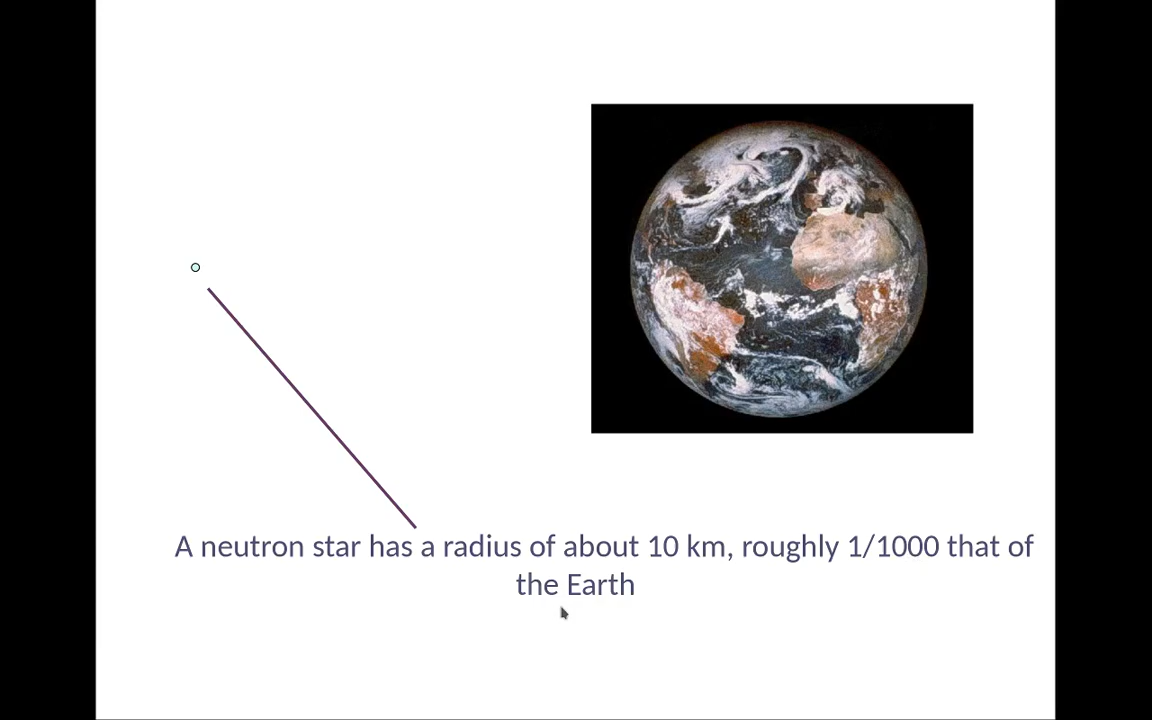 A neutron star has a radius of about 10 km, roughly 1/1000 that of
the Earth